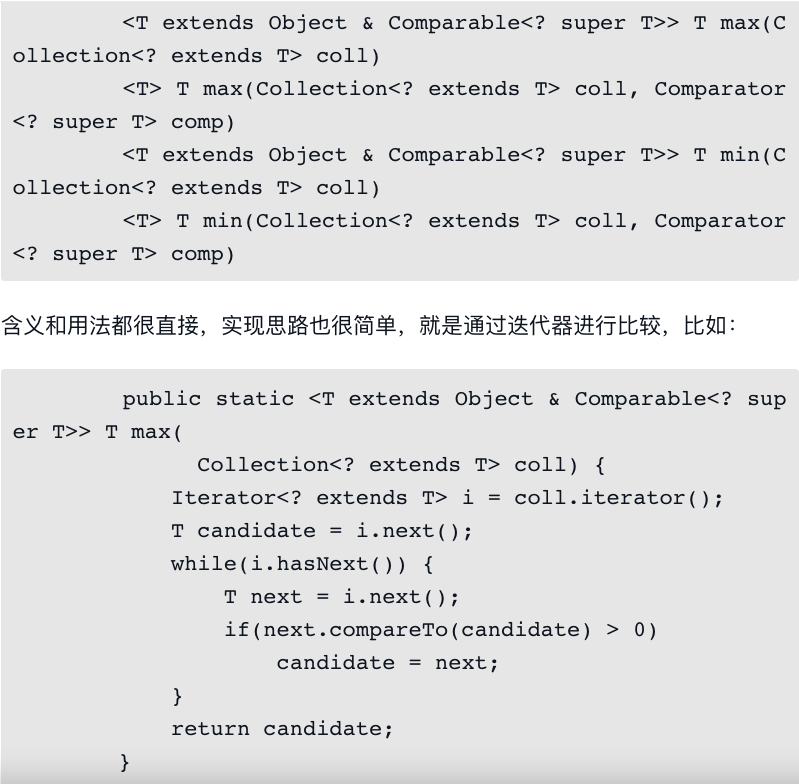 <T extends Object & Comparable<? super T>> T max(C
ollection<? extends T> coll)
        <T> T max(Collection<? extends T> coll, Comparator
<? super T> comp)
        <T extends Object & Comparable<? super T>> T min(C
ollection<? extends T> coll)
        <T> T min(Collection<? extends T> coll, Comparator
<? super T> comp)
含义和用法都很直接，实现思路也很简单，就是通过迭代器进行比较，比如：
        public static <T extends Object & Comparable<? sup
er T>> T max(
              Collection<? extends T> coll) {
            Iterator<? extends T> i = coll.iterator();
            T candidate = i.next();
            while(i.hasNext()) {
                T next = i.next();
                if(next.compareTo(candidate) > 0)
                    candidate = next;
            }
            return candidate;
        }